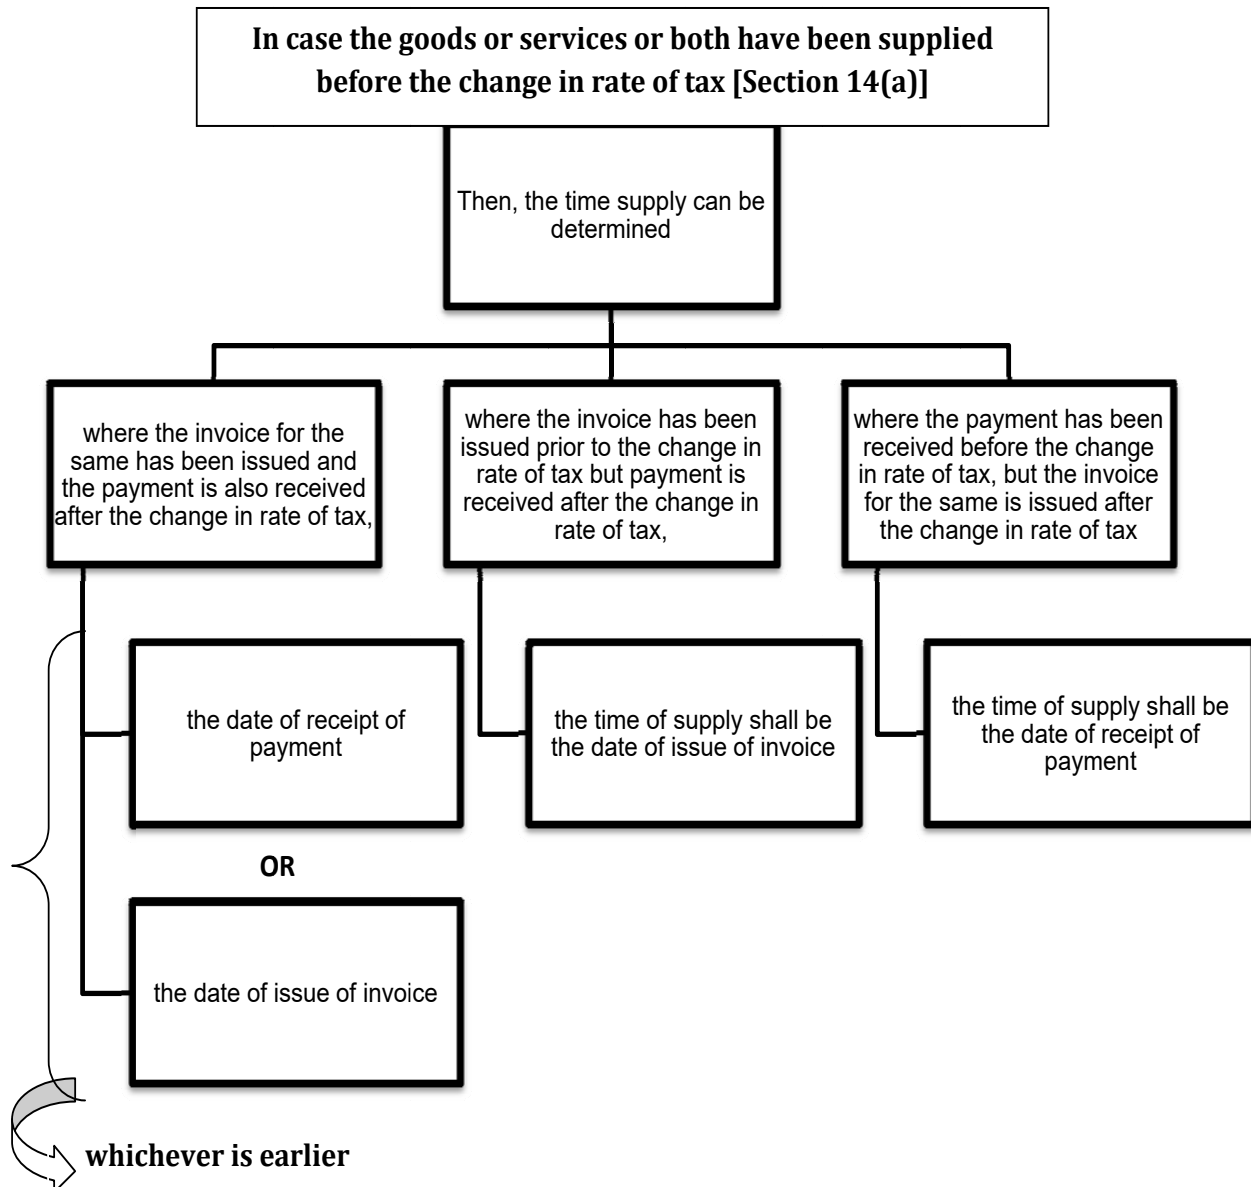 In case the goods or services or both have been supplied
before the change in rate of tax [Section 14(a)]
Then, the time supply can be
determined
where the invoice for the
same has been issued and
the payment is also received
after the change in rate of tax,
where the invoice has been
issued prior to the change in
rate of tax but payment is
received after the change in
rate of tax,
where the payment has been
received before the change
in rate of tax, but the invoice
for the same is issued after
the change in rate of tax
the date of receipt of
payment
the time of supply shall be
the date of issue of invoice
the time of supply shall be
the date of receipt of
payment
OR
the date of issue of invoice
whichever is earlier